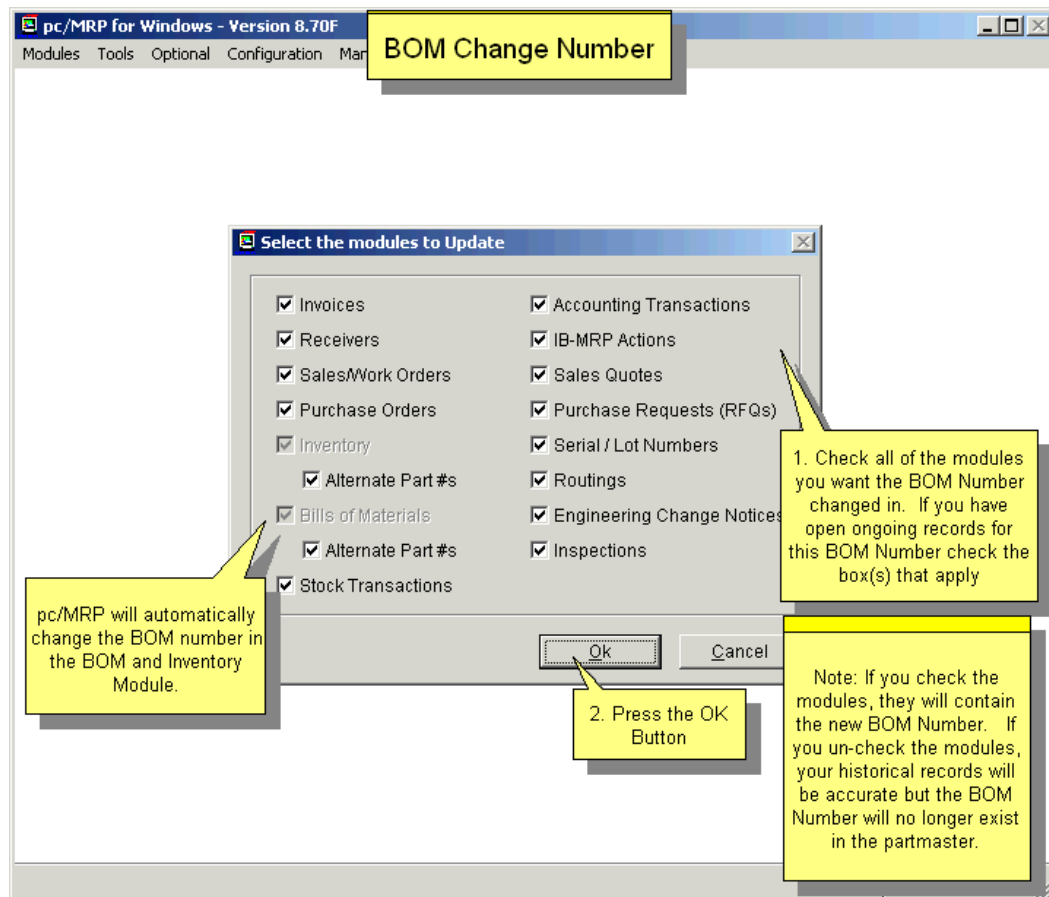 pc/MRP for Windows - Version 8.70F
BOM Change Number
Modules Tools Optional Configuration Man
Select the modules to Update
Invoices
Receivers
Sales/Work Orders
Purchase Orders
Inventory
Alternate Part #s
Bills of Materials
Alternate Part #s
Stock Transactions
Accounting Transactions
IB-MRP Actions
Sales Quotes
Purchase Requests (RFQs)
Serial / Lot Numbers
Routings
Engineering Change Notices
Inspections
1. Check all of the modules
you want the BOM Number
changed in. If you have
open ongoing records for
this BOM Number check the
box(s) that apply
pc/MRP will automatically
change the BOM number in
the BOM and Inventory
Module.
Ok
Cancel
2. Press the OK
Button
Note: If you check the
modules, they will contain
the new BOM Number. If
you un-check the modules,
your historical records will
be accurate but the BOM
Number will no longer exist
in the partmaster.